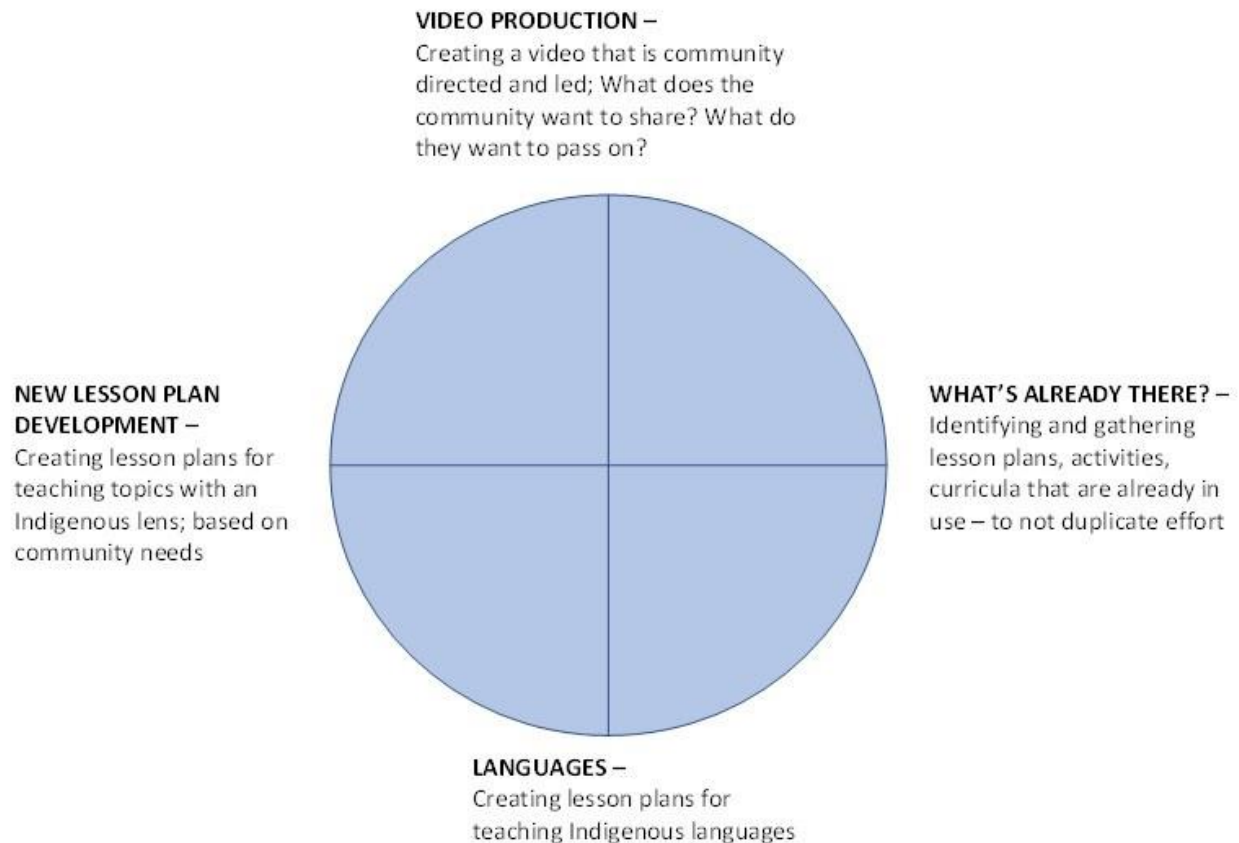 VIDEO PRODUCTION –
Creating a video that is community
directed and led; What does the
community want to share? What do
they want to pass on?
NEW LESSON PLAN
DEVELOPMENT –
Creating lesson plans for
teaching topics with an
Indigenous lens; based on
community needs
WHAT’S ALREADY THERE? –
Identifying and gathering
lesson plans, activities,
curricula that are already in
use – to not duplicate effort
LANGUAGES –
Creating lesson plans for
teaching Indigenous languages